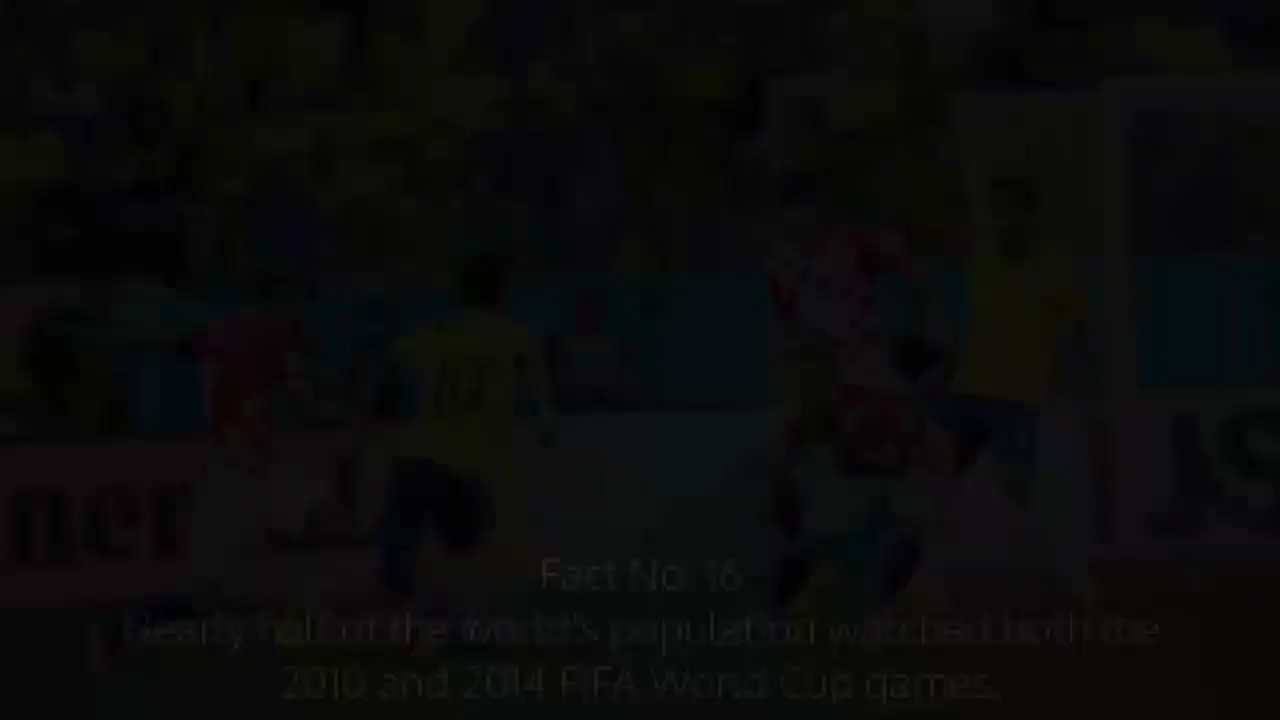 Fact No. 16
Nearly half of the world's population watched both the
2010 and 2014 FIFA World Cup games.
ner